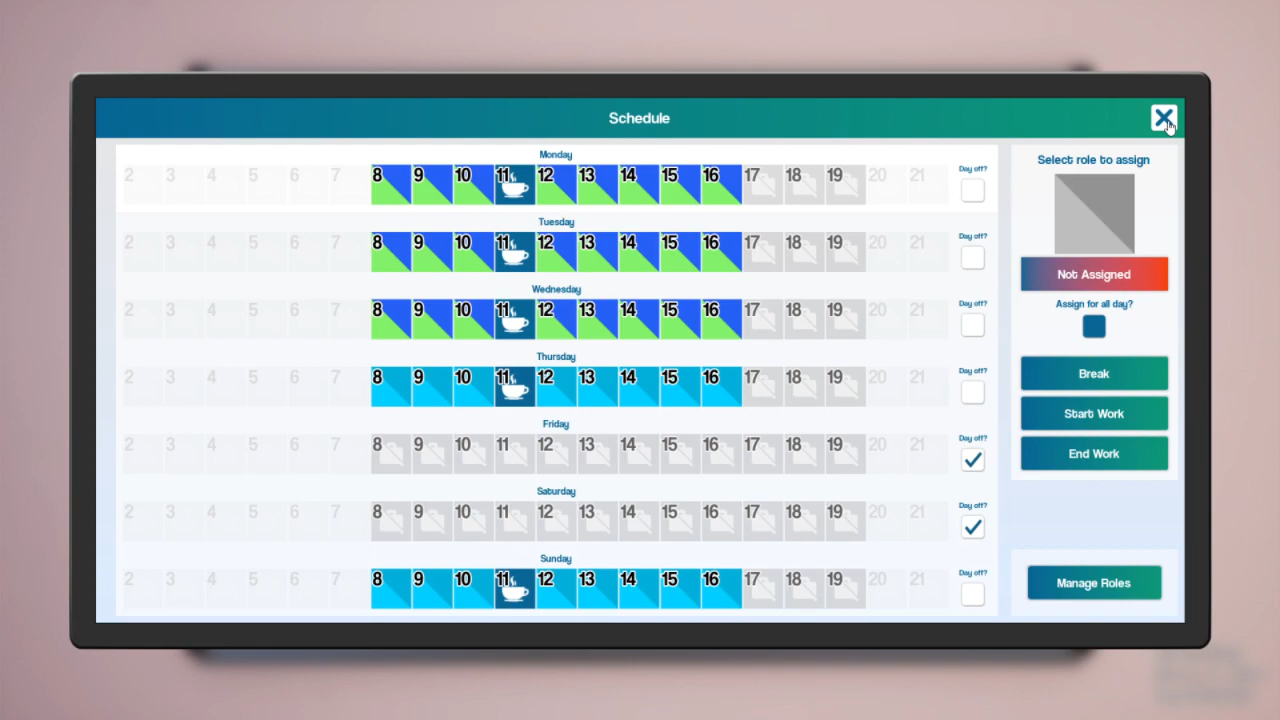 Schedule
Monday
2 3 4 5 6 7 8 9 10 11 12 13 14 15 16 17 18 19 20 21
Day off?
Tuesday
2 3 4 5 6 7 8 9 10 11 12 13 14 15 16 17 18 19 20 21
Day off?
Wednesday
2 3 4 5 6 7 8 9 10 11 12 13 14 15 16 17 18 19 20 21
Day off?
Thursday
2 3 4 5 6 7 8 9 10 11 12 13 14 15 16 17 18 19 20 21
Day off?
Friday
2 3 4 5 6 7 8 9 10 11 12 13 14 15 16 17 18 19 20 21
Day off?
Saturday
2 3 4 5 6 7 8 9 10 11 12 13 14 15 16 17 18 19 20 21
Day off?
Sunday
2 3 4 5 6 7 8 9 10 11 12 13 14 15 16 17 18 19 20 21
Day off?
Select role to assign
Not Assigned
Assign for all day?
Break
Start Work
End Work
Manage Roles